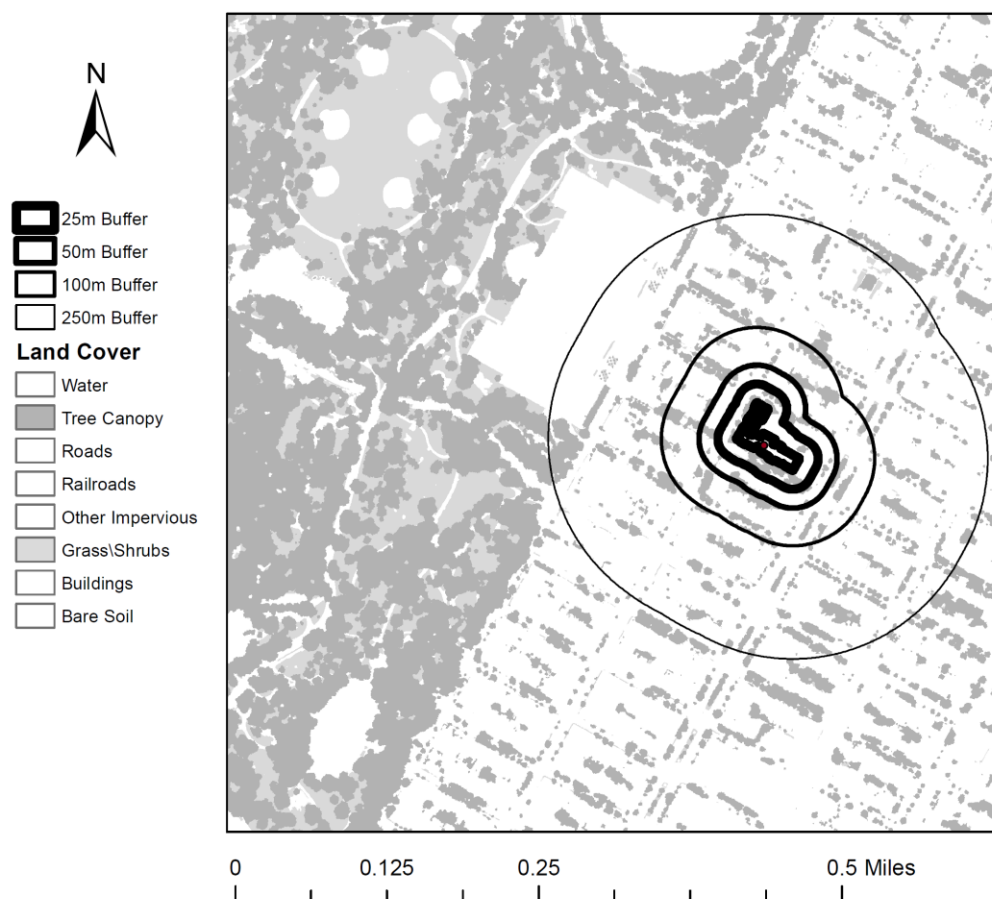 N
25m Buffer
50m Buffer
100m Buffer
250m Buffer
Land Cover
Water
Tree Canopy
Roads
Railroads
Other Impervious
Grass\Shrubs
Buildings
Bare Soil
0 0.125 0.25 0.5 Miles